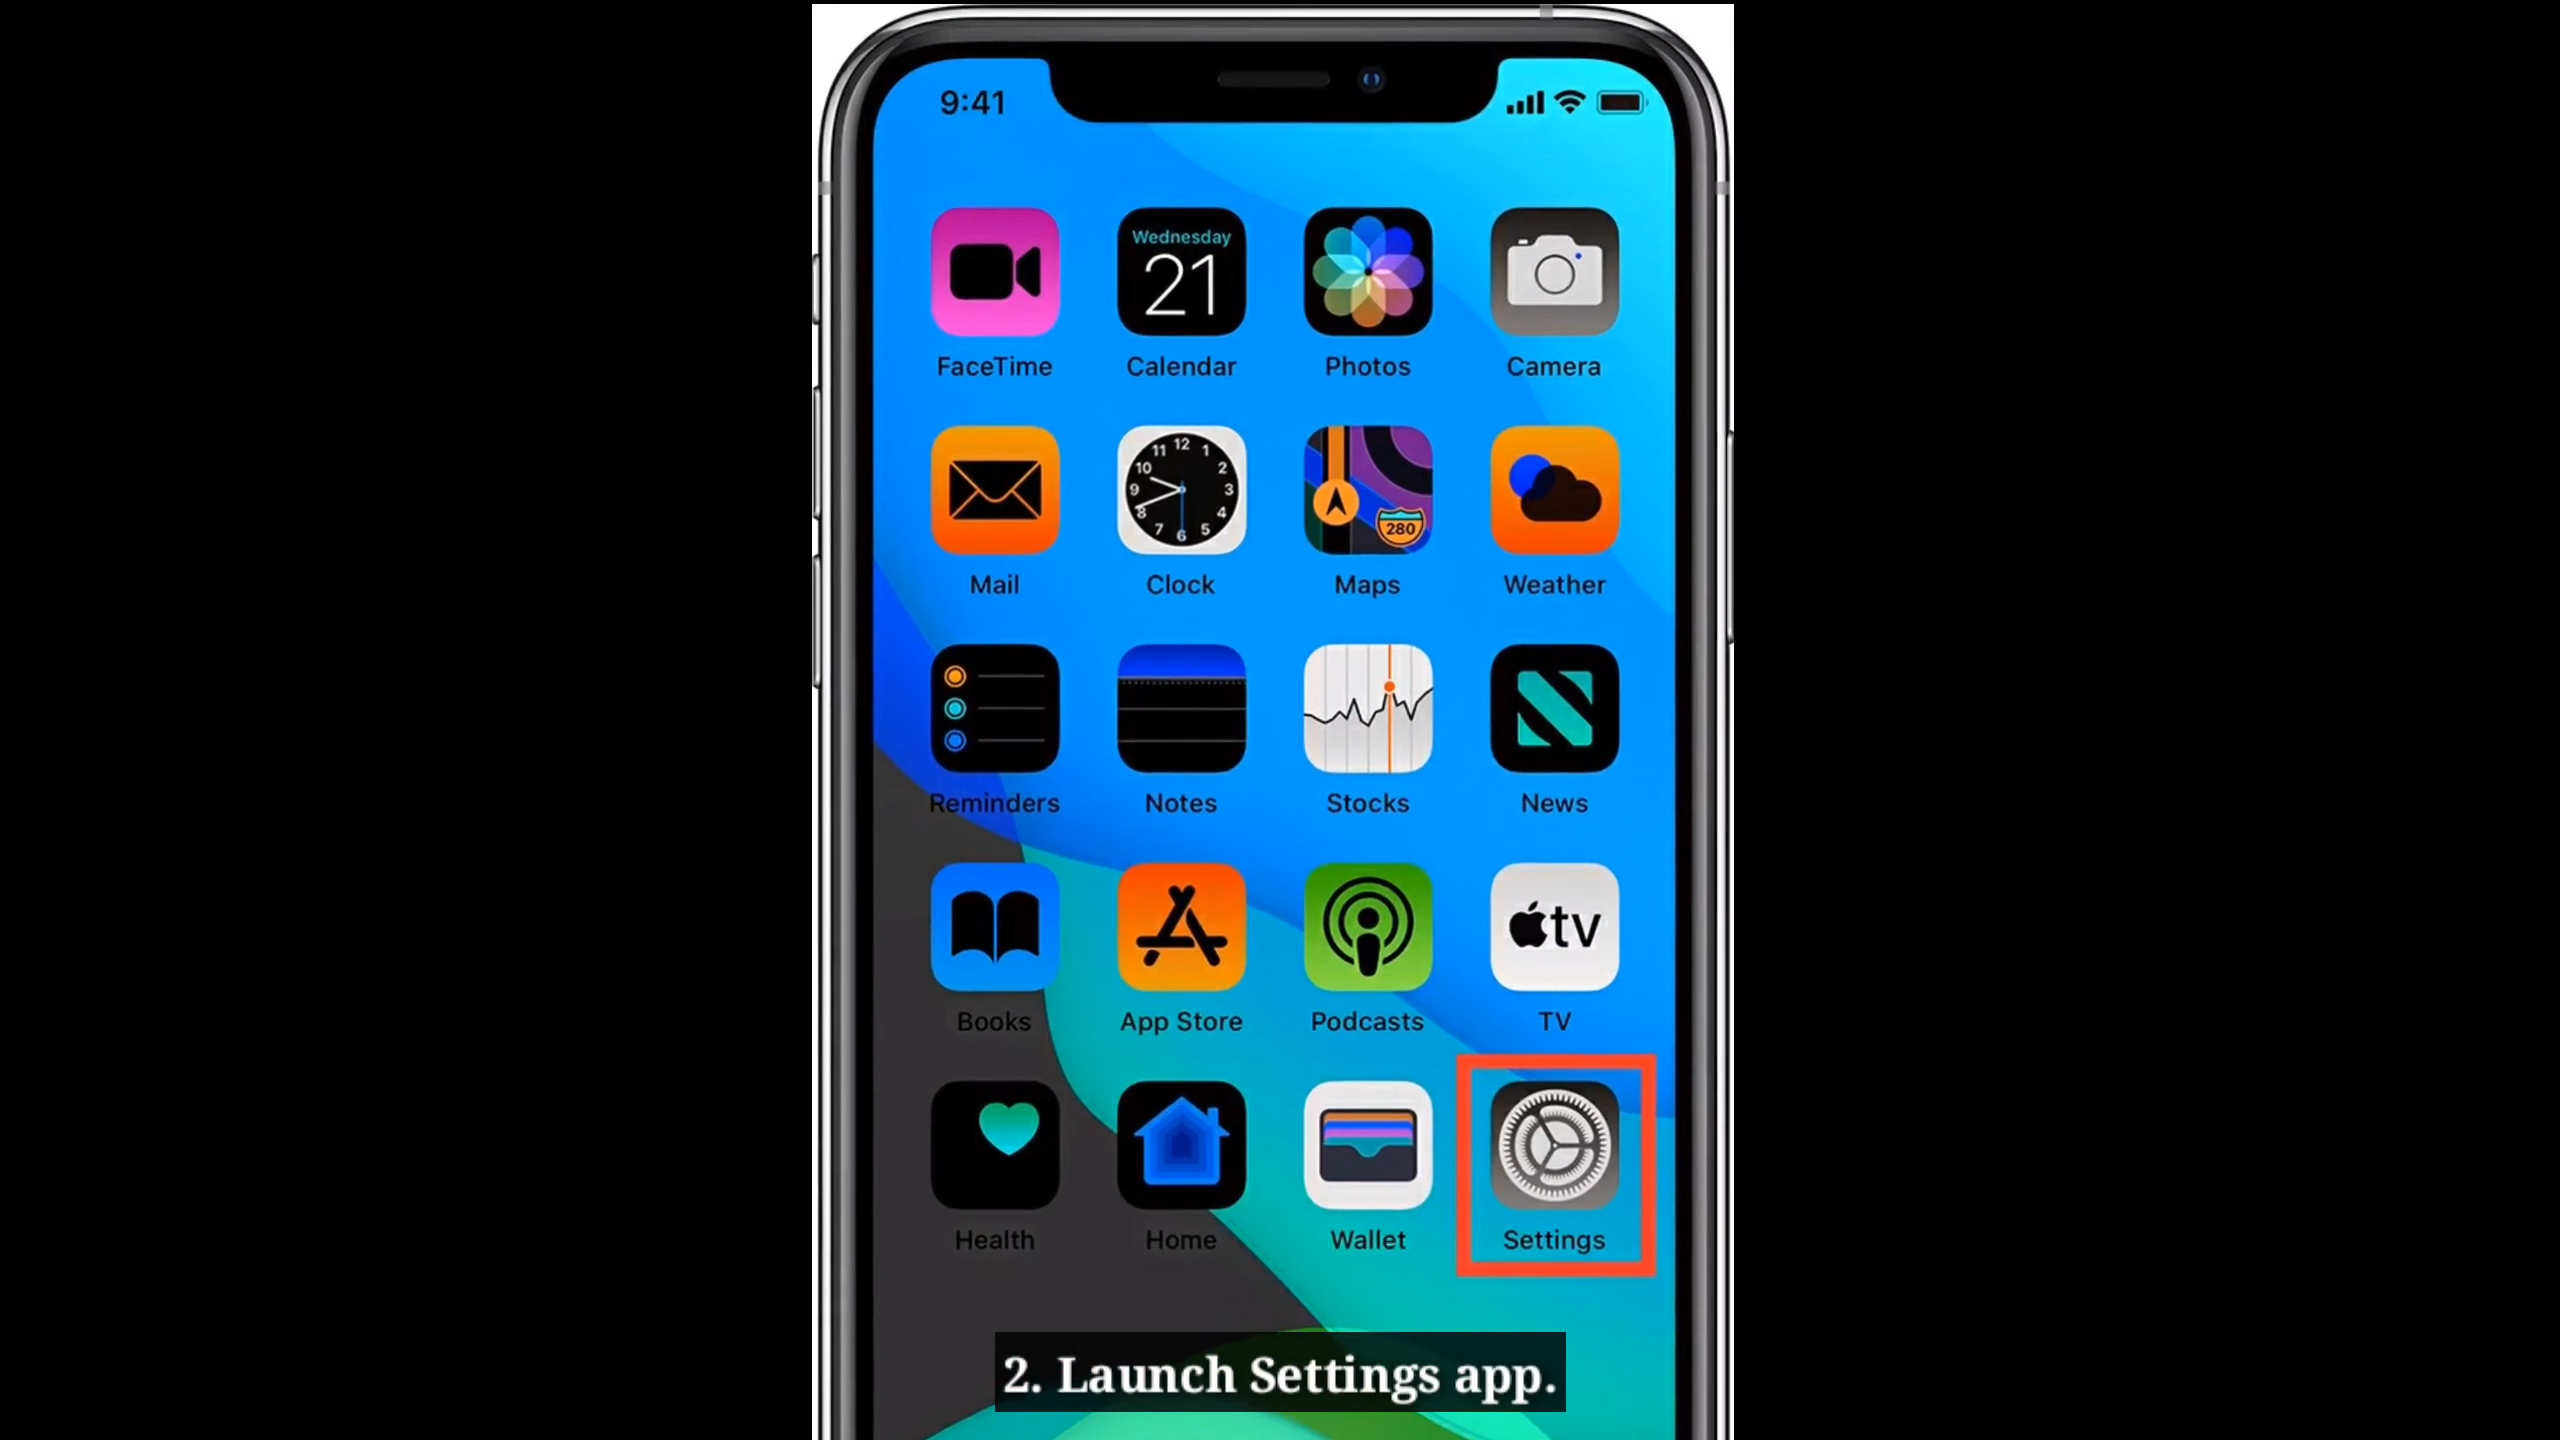 9:41
Wednesday
21
FaceTime Calendar Photos Camera
12
11 1
10 2
9 3
8 4
7 5
6
280
Mail Clock Maps Weather
Reminders Notes Stocks News
tv
Books App Store Podcasts TV
Health Home Wallet Settings
2. Launch Settings app.